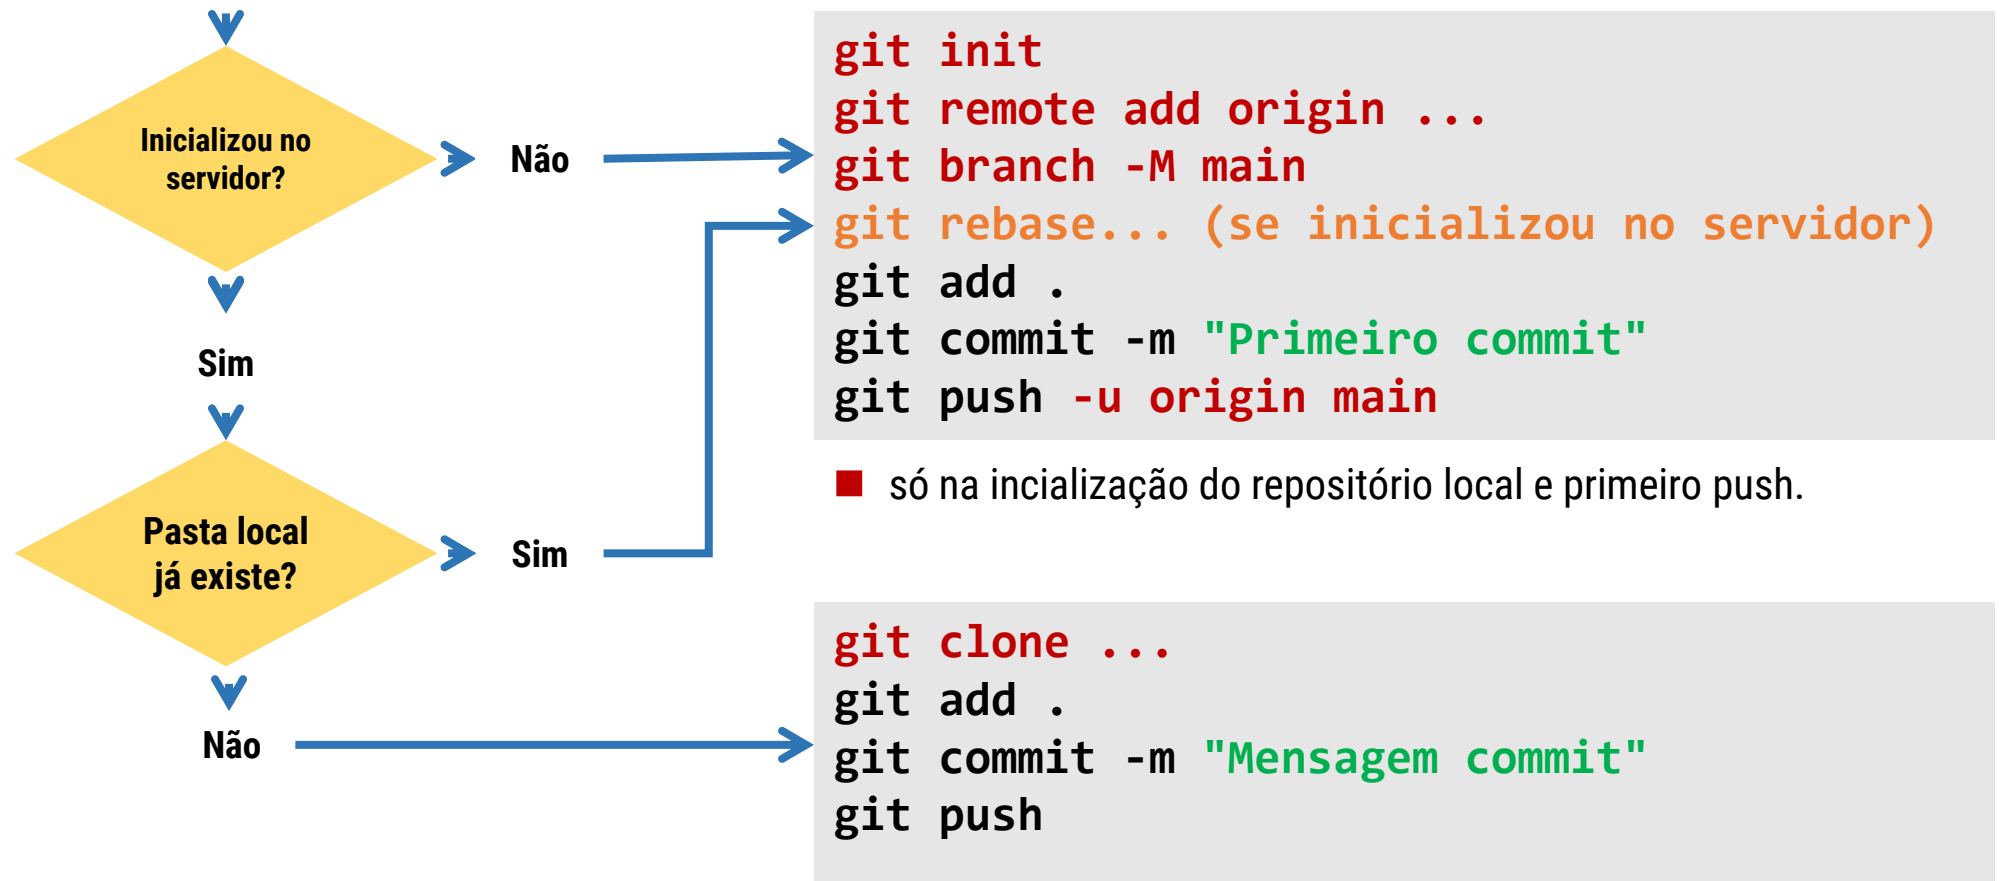 Inicializou no
servidor?
Não
Sim
Pasta local
já existe?
Sim
Não
git init
git remote add origin ...
git branch -M main
git rebase... (se inicializou no servidor)
git add .
git commit -m "Primeiro commit"
git push -u origin main
só na incialização do repositório local e primeiro push.
git clone ...
git add .
git commit -m "Mensagem commit"
git push